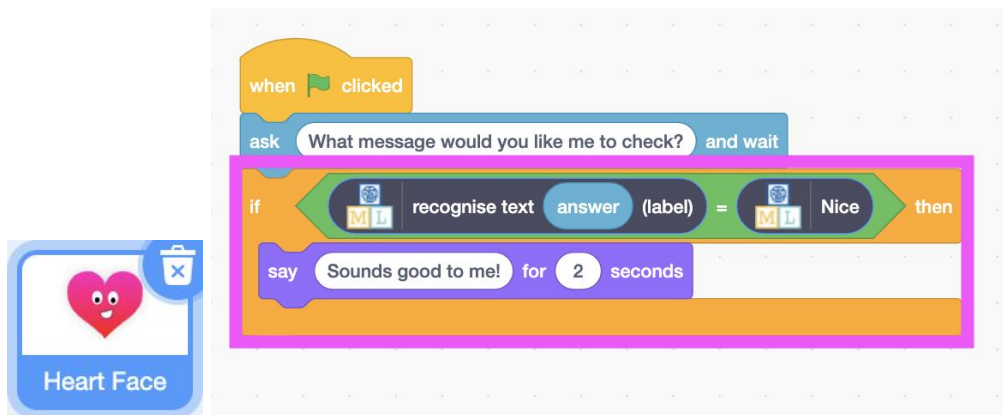 when clicked
ask What message would you like me to check? and wait
if ML recognise text answer (label) = ML Nice then
say Sounds good to me! for 2 seconds
Heart Face